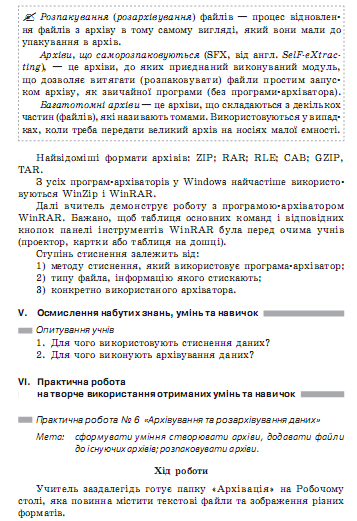 ✍ Розпакування (розархівування) файлів — процес відновлен-
ня файлів з архіву в тому самому вигляді, який вони мали до
упакування в архів.
Архіви, що саморозпаковуються (SFX, від англ. SelF-eXtrac-
ting), — це архіви, до яких приєднаний виконуваний модуль,
що дозволяє витягати (розпаковувати) файли простим запус-
ком архіву, як звичайної програми (без програми-архіватора).
Багатотомні архіви — це архіви, що складаються з декількох
частин (файлів), які називають томами. Використовуються у випад-
ках, коли треба передати великий архів на носіях малої ємності.
Найвідоміші формати архівів: ZIP; RAR; RLE; CAB; GZIP,
TAR.
З усіх програм-архіваторів у Windows найчастіше використо-
вуються WinZip і WinRAR.
Далі вчитель демонструє роботу з програмою-архіватором
WinRAR. Бажано, щоб таблиця основних команд і відповідних
кнопок панелі інструментів WinRAR була перед очима учнів
(проектор, картки або таблиця на дошці).
Ступінь стиснення залежить від:
1) методу стиснення, який використовує програма-архіватор;
2) типу файла, інформацію якого стискають;
3) конкретно використаного архіватора.
V. Осмислення набутих знань, умінь та навичок
Опитування учнів
1. Для чого використовують стиснення даних?
2. Для чого виконують архівування даних?
VI. Практична робота
на творче використання отриманих умінь та навичок
Практична робота № 6 «Архівування та розархівування даних»
Мета: сформувати уміння створювати архіви, додавати файли
до існуючих архівів; розпаковувати архіви.
Хід роботи
Учитель заздалегідь готує папку «Архівація» на Робочому
столі, яка повинна містити текстові файли та зображення різних
форматів.